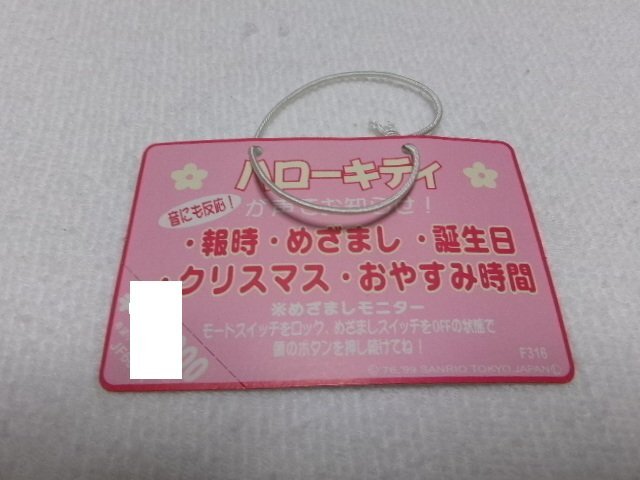 ハローキティ
音にも反応!
が声でお知らせ!
・報時・めざまし・誕生日
・クリスマス・おやすみ時間
※めざましモニター
モードスイッチをロック、めざましスイッチをOFFの状態で
個のボタンを押し続けてね!
F316
©'76,'99 SANRIO TOKYO JAPAN Ⓛ